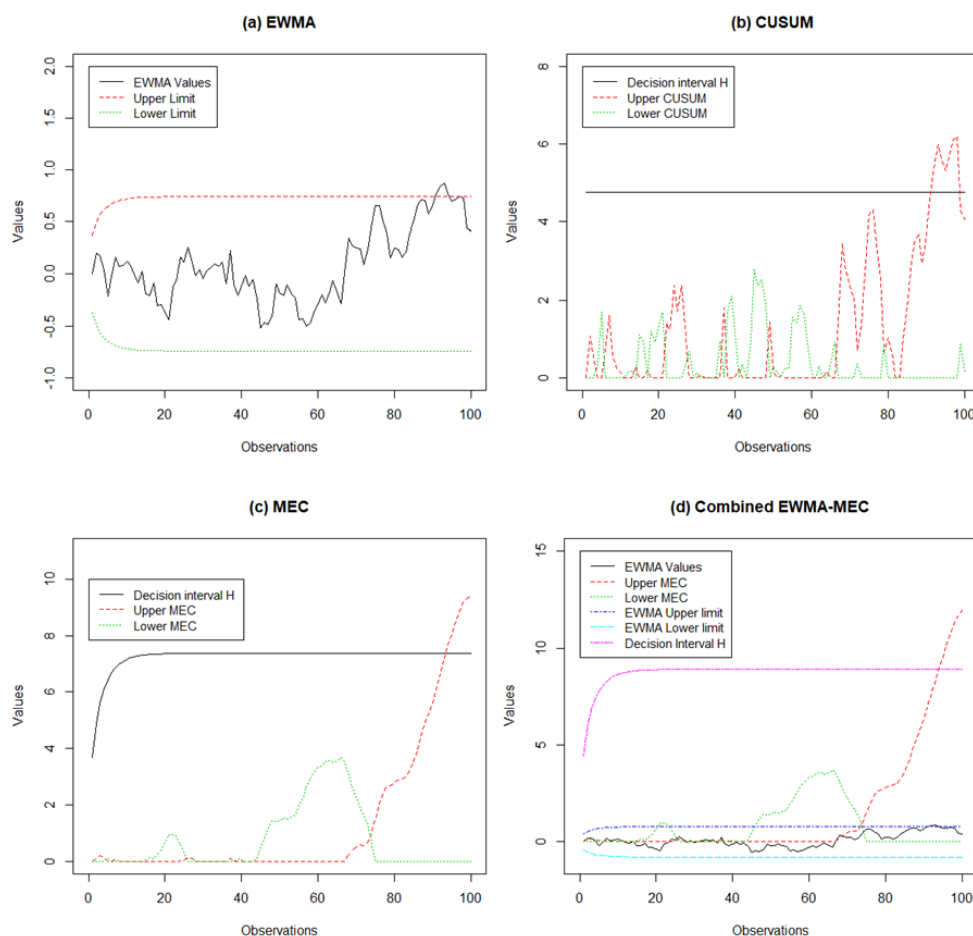 (a) EWMA
2.0
1.5
1.0
0.5
0.0
-0.5
-1.0
Values
EWMA Values
Upper Limit
Lower Limit
0 20 40 60 80 100
Observations
(b) CUSUM
8
6
4
2
0
Values
Decision interval H
Upper CUSUM
Lower CUSUM
0 20 40 60 80 100
Observations
(c) MEC
10
8
6
4
2
0
Values
Decision interval H
Upper MEC
Lower MEC
0 20 40 60 80 100
Observations
(d) Combined EWMA-MEC
15
10
5
0
Values
EWMA Values
Upper MEC
Lower MEC
EWMA Upper limit
EWMA Lower limit
Decision Interval H
0 20 40 60 80 100
Observations